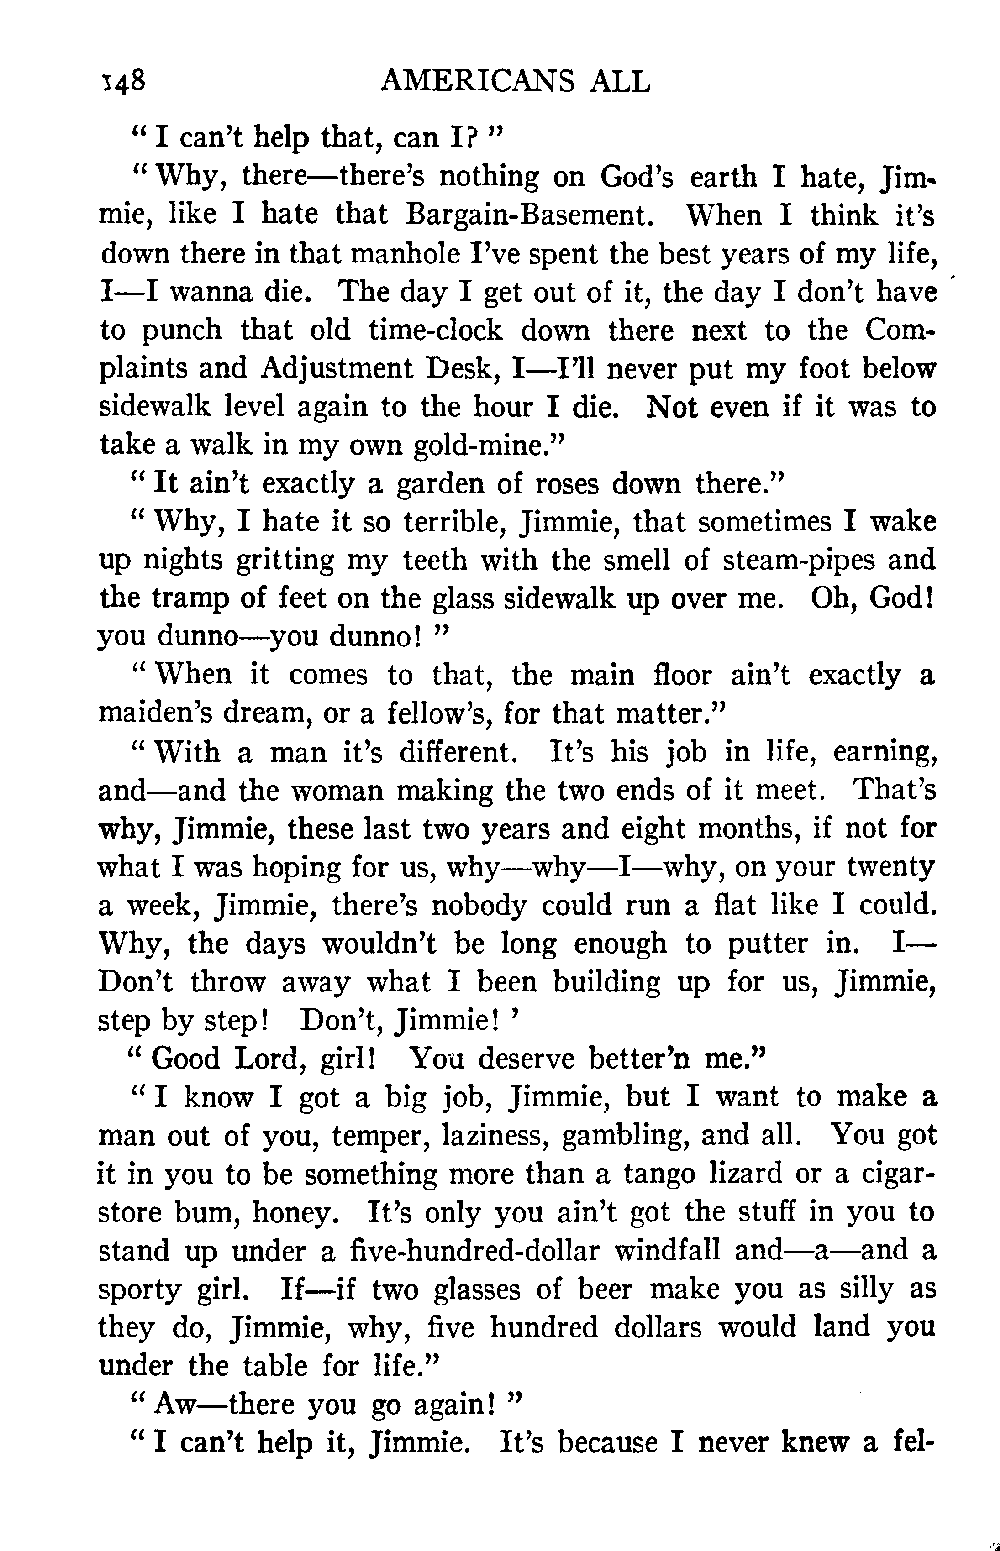 148 AMERICANS ALL
" I can't help that, can I? "
" Why, there—there's nothing on God's earth I hate, Jim-
mie, like I hate that Bargain-Basement. When I think it's
down there in that manhole I've spent the best years of my life,
I—I wanna die. The day I get out of it, the day I don't have
to punch that old time-clock down there next to the Com-
plaints and Adjustment Desk, I—I'll never put my foot below
sidewalk level again to the hour I die. Not even if it was to
take a walk in my own gold-mine."
" It ain't exactly a garden of roses down there."
" Why, I hate it so terrible, Jimmie, that sometimes I wake
up nights gritting my teeth with the smell of steam-pipes and
the tramp of feet on the glass sidewalk up over me. Oh, God!
you dunno—you dunno! "
" When it comes to that, the main floor ain't exactly a
maiden's dream, or a fellow's, for that matter."
" With a man it's different. It's his job in life, earning,
and—and the woman making the two ends of it meet. That's
why, Jimmie, these last two years and eight months, if not for
what I was hoping for us, why—why—I—why, on your twenty
a week, Jimmie, there's nobody could run a flat like I could.
Why, the days wouldn't be long enough to putter in. I—
Don't throw away what I been building up for us, Jimmie,
step by step! Don't, Jimmie! '
" Good Lord, girl! You deserve better'n me."
" I know I got a big job, Jimmie, but I want to make a
man out of you, temper, laziness, gambling, and all. You got
it in you to be something more than a tango lizard or a cigar-
store bum, honey. It's only you ain't got the stuff in you to
stand up under a five-hundred-dollar windfall and—a—and a
sporty girl. If—if two glasses of beer make you as silly as
they do, Jimmie, why, five hundred dollars would land you
under the table for life."
" Aw—there you go again! "
" I can't help it, Jimmie. It's because I never knew a fel-